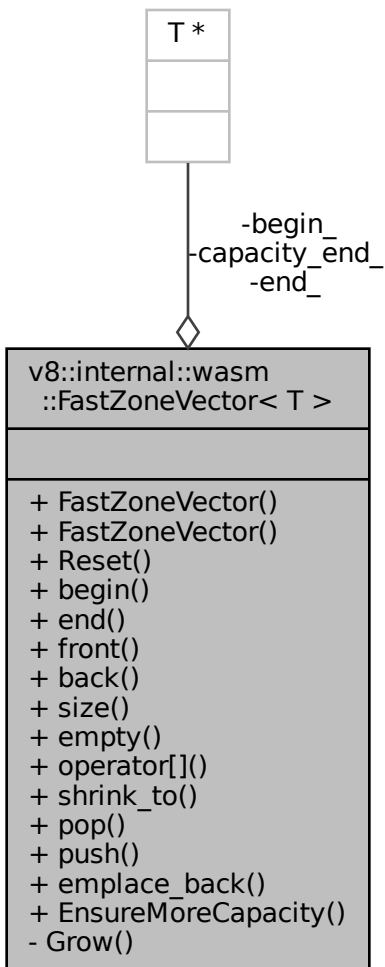 T *
-begin_
-capacity_end_
-end_
v8::internal::wasm
::FastZoneVector< T >
+ FastZoneVector()
+ FastZoneVector()
+ Reset()
+ begin()
+ end()
+ front()
+ back()
+ size()
+ empty()
+ operator[]()
+ shrink_to()
+ pop()
+ push()
+ emplace_back()
+ EnsureMoreCapacity()
- Grow()